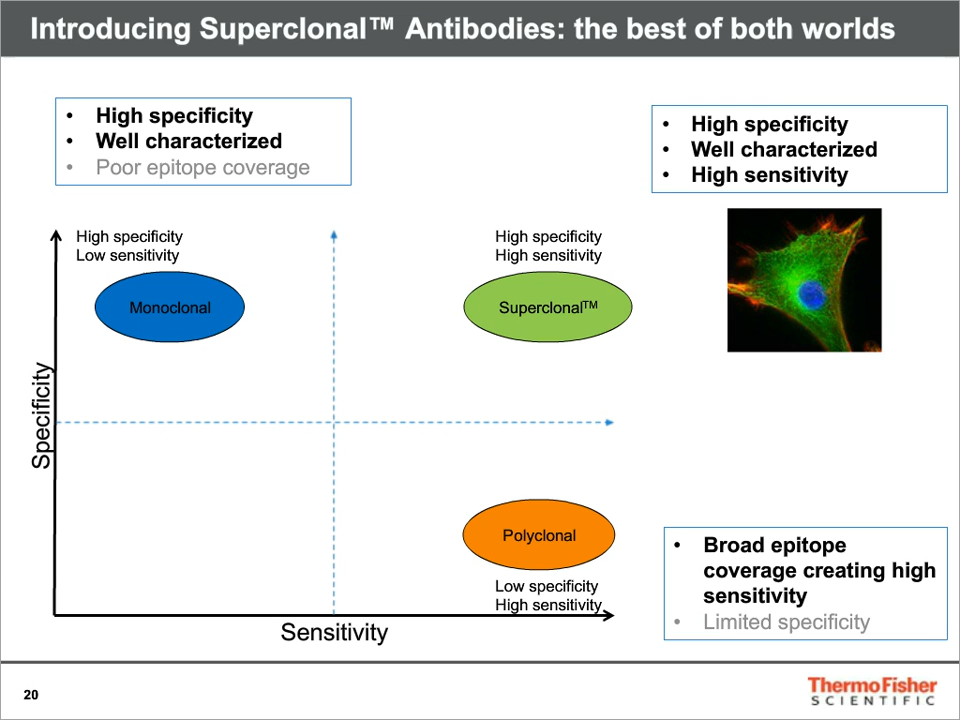 Introducing Superclonal™ Antibodies: the best of both worlds
• High specificity
• Well characterized
• Poor epitope coverage
• High specificity
• Well characterized
• High sensitivity
High specificity
Low sensitivity
Monoclonal
High specificity
High sensitivity
Superclonal™
Specificity
Polyclonal
Low specificity
High sensitivity
Sensitivity
• Broad epitope
coverage creating high
sensitivity
• Limited specificity
20
ThermoFisher
SCIENTIFIC